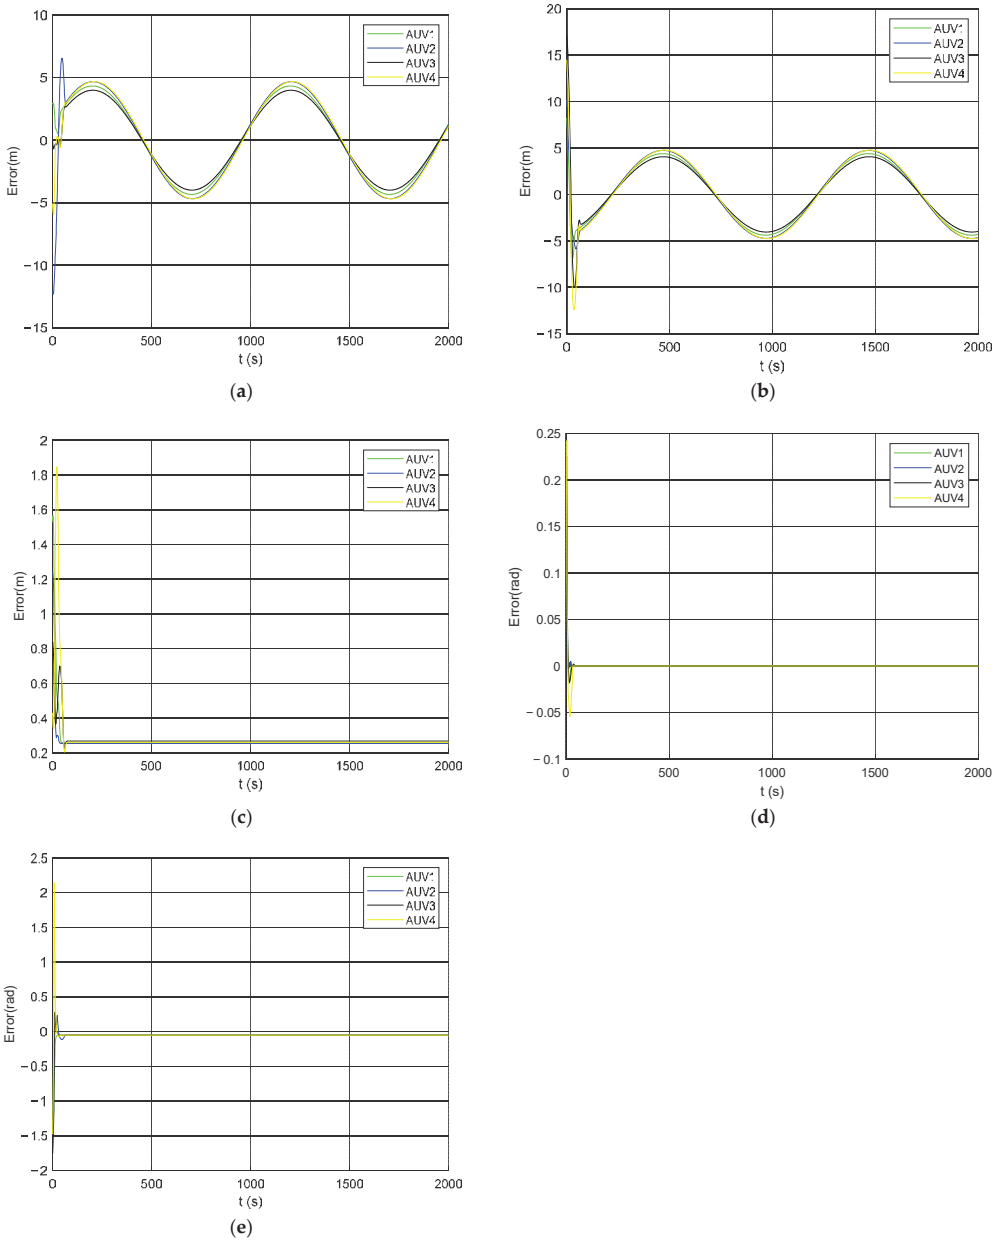 10
5
0
−5
−10
−15
Error(m)
0
500
1000
1500
2000
t (s)
AUV1
AUV2
AUV3
AUV4
(a)
20
15
10
5
0
−5
−10
−15
Error(m)
0
500
1000
1500
2000
t (s)
AUV1
AUV2
AUV3
AUV4
(b)
2
1.8
1.6
1.4
1.2
1
0.8
0.6
0.4
0.2
Error(m)
0
500
1000
1500
2000
t (s)
AUV1
AUV2
AUV3
AUV4
(c)
0.25
0.2
0.15
0.1
0.05
0
−0.05
−0.1
Error(rad)
0
500
1000
1500
2000
t (s)
AUV1
AUV2
AUV3
AUV4
(d)
2.5
2
1.5
1
0.5
0
−0.5
−1
−1.5
−2
Error(rad)
0
500
1000
1500
2000
t (s)
AUV1
AUV2
AUV3
AUV4
(e)